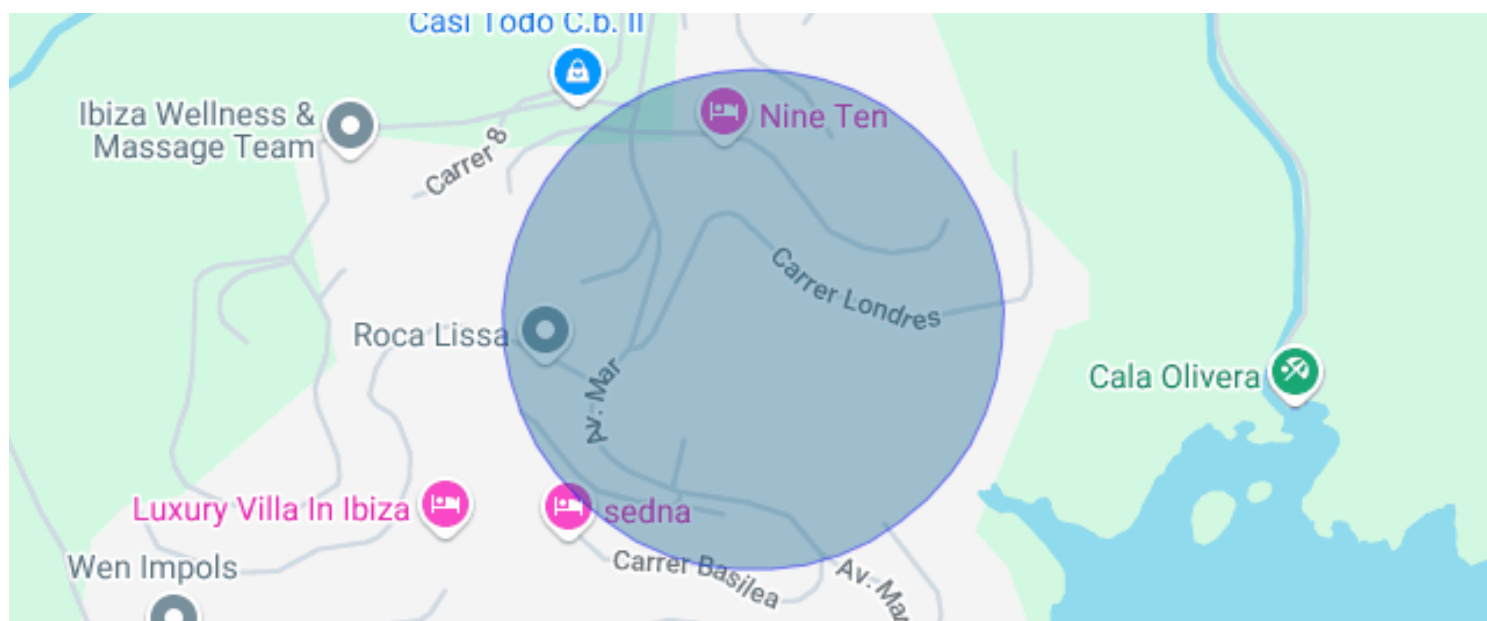 Casi Todo C.b. II
Ibiza Wellness &
Massage Team
Nine Ten
Carrer 8
Carrer Londres
Roca Lissa
Av. Mar
Cala Olivera
Luxury Villa In Ibiza
sedna
Wen Impols
Carrer Basilea
Av. Mar